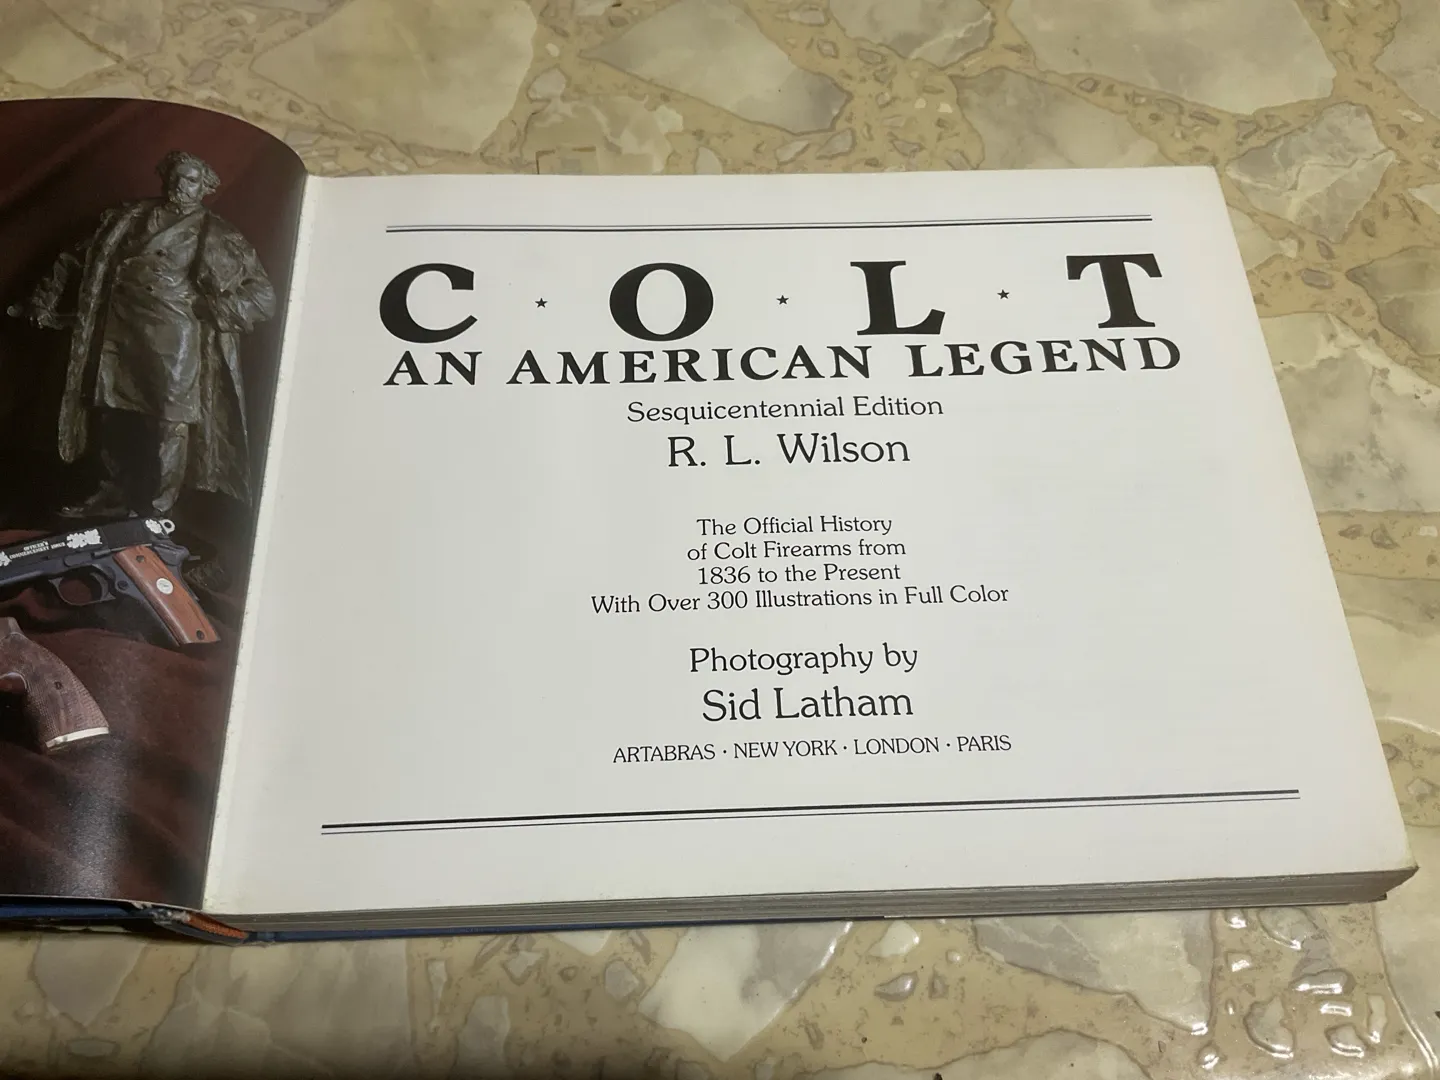 C · O · L · T
AN AMERICAN LEGEND
Sesquicentennial Edition
R. L. Wilson
The Official History
of Colt Firearms from
1836 to the Present
With Over 300 Illustrations in Full Color
Photography by
Sid Latham
ARTABRAS · NEW YORK · LONDON · PARIS